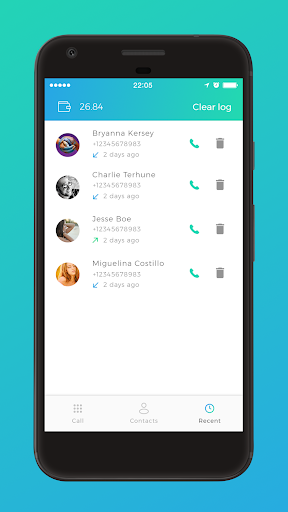 22:08
26.84
Clear log
Bryanna Kersey
+12345678983
2 days ago
Charlie Terhune
+12345678983
2 days ago
Jesse Boe
+12345678983
2 days ago
Miguelina Costillo
+12345678983
2 days ago
Call
Contacts
Recent